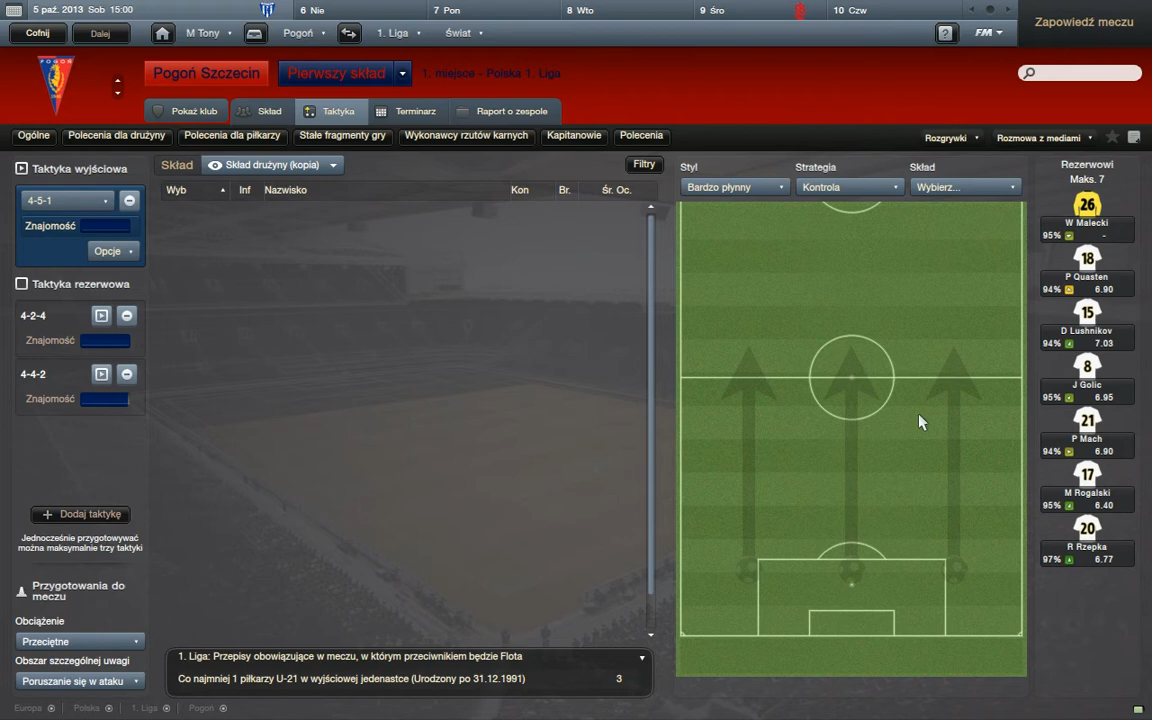 5 paź. 2013 Sob 15:00
6 Nie
7 Pon
8 Wto
9 Śro
10 Czw
Zapowiedź meczu
Cofnij
Dalej
M Tony
Pogoń
1. Liga
Świat
?
FM
POGOŃ
Pogoń Szczecin
Pierwszy skład
1. miejsce - Polska 1. Liga
Pokaż klub
Skład
Taktyka
Terminarz
Raport o zespole
Ogólne
Polecenia dla drużyny
Polecenia dla piłkarzy
Stałe fragmenty gry
Wykonawcy rzutów karnych
Kapitanowie
Polecenia
Rozgrywki
Rozmowa z mediami
Taktyka wyjściowa
4-5-1
Znajomość
Opcje
Taktyka rezerwowa
4-2-4
Znajomość
4-4-2
Znajomość
+ Dodaj taktykę
Jednocześnie przygotowywać
można maksymalnie trzy taktyki
Przygotowania do
meczu
Obciążenie
Przeciętne
Obszar szczególnej uwagi
Poruszanie się w ataku
Skład
Skład drużyny (kopia)
Filtry
Wyb
Inf
Nazwisko
Kon
Br.
Śr. Oc.
1. Liga: Przepisy obowiązujące w meczu, w którym przeciwnikiem będzie Flota
Co najmniej 1 piłkarzy U-21 w wyjściowej jedenastce (Urodzony po 31.12.1991)
3
Styl
Strategia
Skład
Bardzo płynny
Kontrola
Wybierz...
Rezerwowi
Maks. 7
26
W Małecki
95%
-
18
P Quasten
94%
6.90
15
D Lushnikov
94%
7.03
8
J Golic
95%
6.95
21
P Mach
94%
6.90
17
M Rogalski
95%
6.40
20
R Rzepka
97%
6.77
Europa
Polska
1. Liga
Pogoń